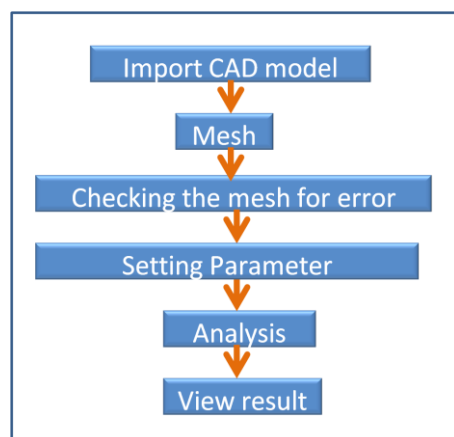 Import CAD model
Mesh
Checking the mesh for error
Setting Parameter
Analysis
View result